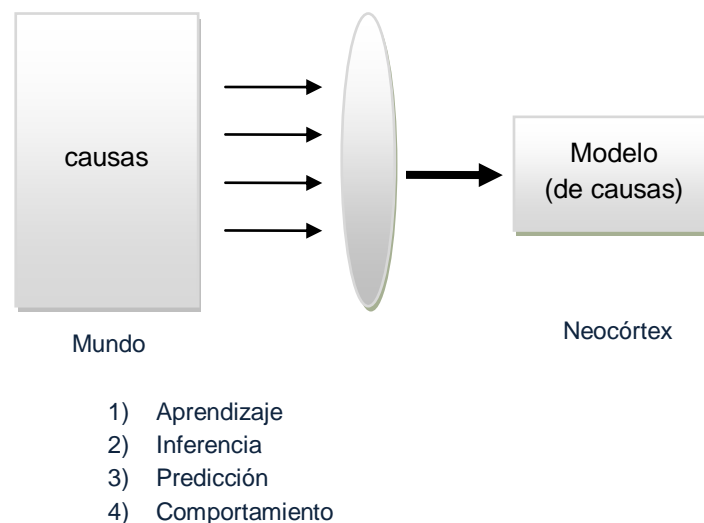 causas
Modelo
(de causas)
Mundo
Neocórtex
1) Aprendizaje
2) Inferencia
3) Predicción
4) Comportamiento